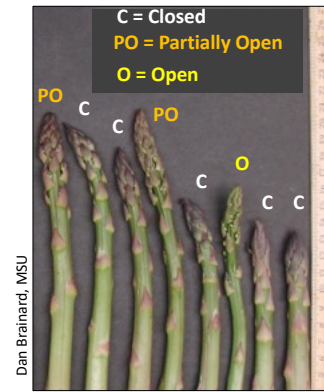 C = Closed
PO = Partially Open
O = Open
PO
C
C
PO
C
O
C
C
Dan Brainard, MSU